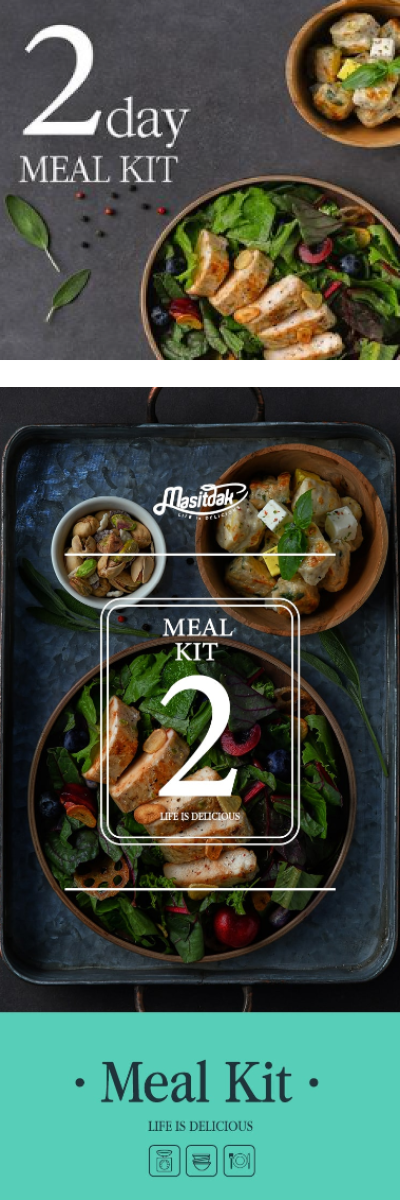 2day
MEAL KIT
Masitdak
LIFE is DELICIOUS
MEAL
KIT
2
LIFE IS DELICIOUS
• Meal Kit •
LIFE IS DELICIOUS